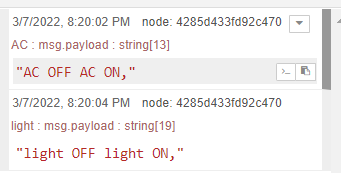 3/7/2022, 8:20:02 PM node: 4285d433fd92c470
AC : msg.payload : string[13]
"AC OFF AC ON,"
3/7/2022, 8:20:04 PM node: 4285d433fd92c470
light : msg.payload : string[19]
"light OFF light ON,"